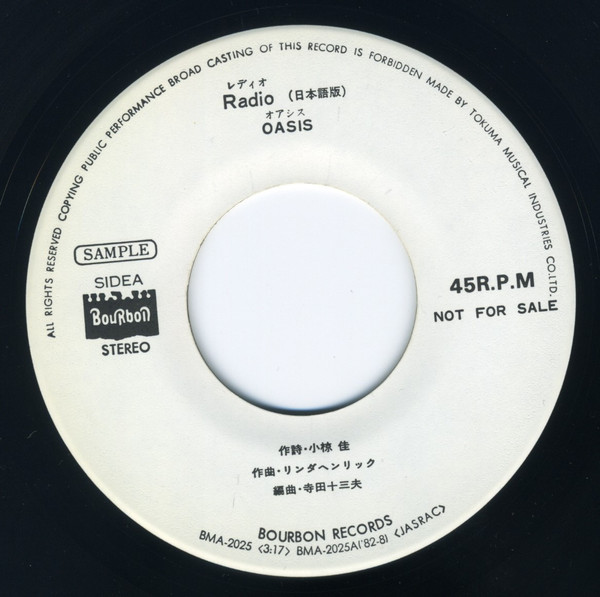 ALL RIGHTS RESERVED COPYING PUBLIC PERFORMANCE BROAD CASTING OF THIS RECORD IS FORBIDDEN MADE BY TOKUMA MUSICAL INDUSTRIES CO.LTD.
レディオ
Radio (日本語版)
オアシス
OASIS
SAMPLE
SIDEA
BOURBON
STEREO
45R.P.M
NOT FOR SALE
作詩・小椋 佳
作曲・リンダヘンリック
編曲・寺田十三夫
BOURBON RECORDS
BMA-2025 <3:17> BMA-2025A('82-8) <JASRAC>